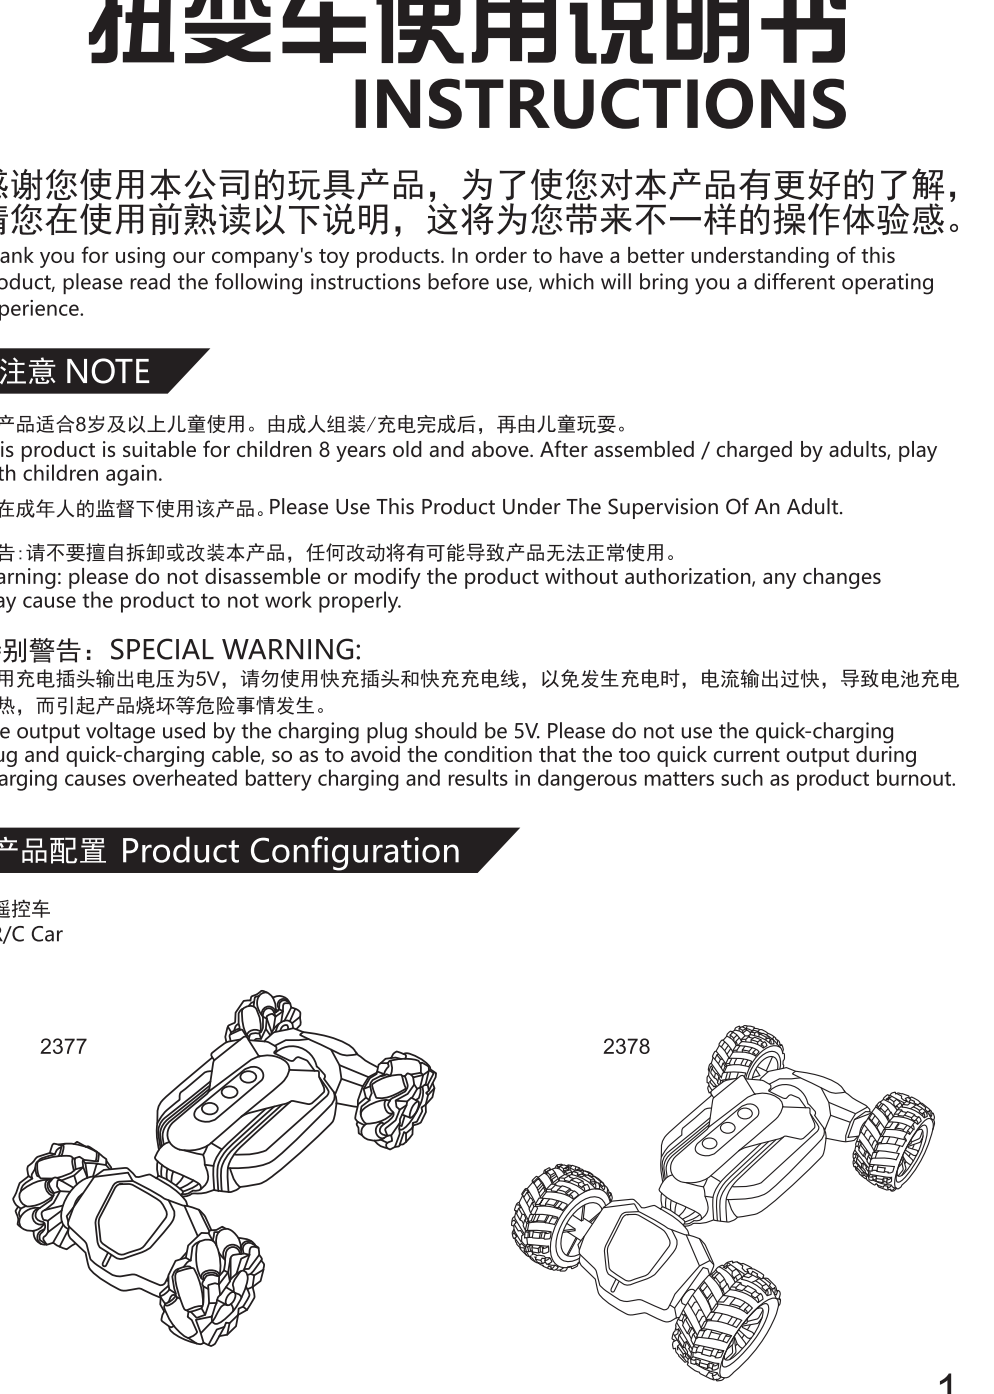 扭变车使用说明书
INSTRUCTIONS
谢您使用本公司的玩具产品，为了使您对本产品有更好的了解，
您在使用前熟读以下说明，这将为您带来不一样的操作体验感。
ank you for using our company's toy products. In order to have a better understanding of this
oduct, please read the following instructions before use, which will bring you a different operating
perience.
注意 NOTE
产品适合8岁及以上儿童使用。由成人组装/充电完成后，再由儿童玩耍。
is product is suitable for children 8 years old and above. After assembled / charged by adults, play
th children again.
在成年人的监督下使用该产品。Please Use This Product Under The Supervision Of An Adult.
告:请不要擅自拆卸或改装本产品，任何改动将有可能导致产品无法正常使用。
arning: please do not disassemble or modify the product without authorization, any changes
ay cause the product to not work properly.
别警告：SPECIAL WARNING:
用充电插头输出电压为5V，请勿使用快充插头和快充充电线，以免发生充电时，电流输出过快，导致电池充电
热，而引起产品烧坏等危险事情发生。
e output voltage used by the charging plug should be 5V. Please do not use the quick-charging
ug and quick-charging cable, so as to avoid the condition that the too quick current output during
arging causes overheated battery charging and results in dangerous matters such as product burnout.
产品配置 Product Configuration
遥控车
R/C Car
2377
2378
1